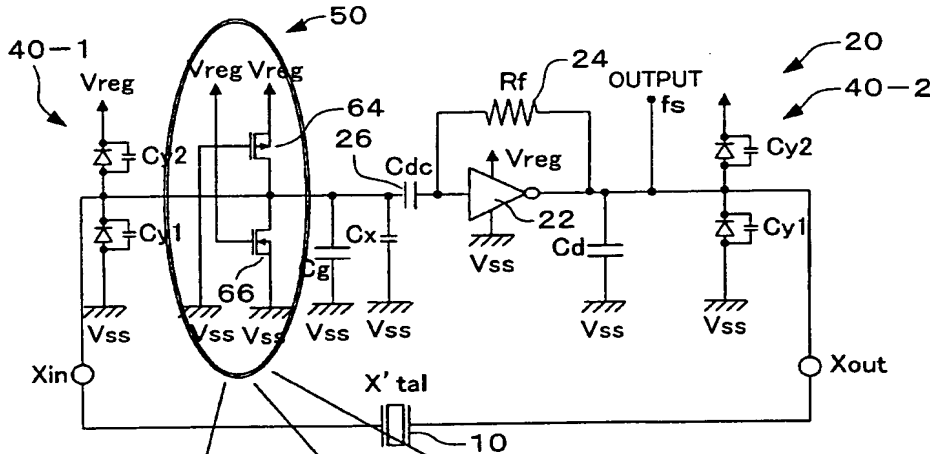 50
40-1
Vreg
Vreg
Vreg
64
26
Rf
24
OUTPUT
fs
20
40-2
Cy2
Cdc
Vreg
22
Cy2
Cy1
66
Cg
Cx
Vss
Cd
Cy1
Vss
Vss
Vss
Vss
Vss
Vss
Vss
Xin
X'tal
10
Xout